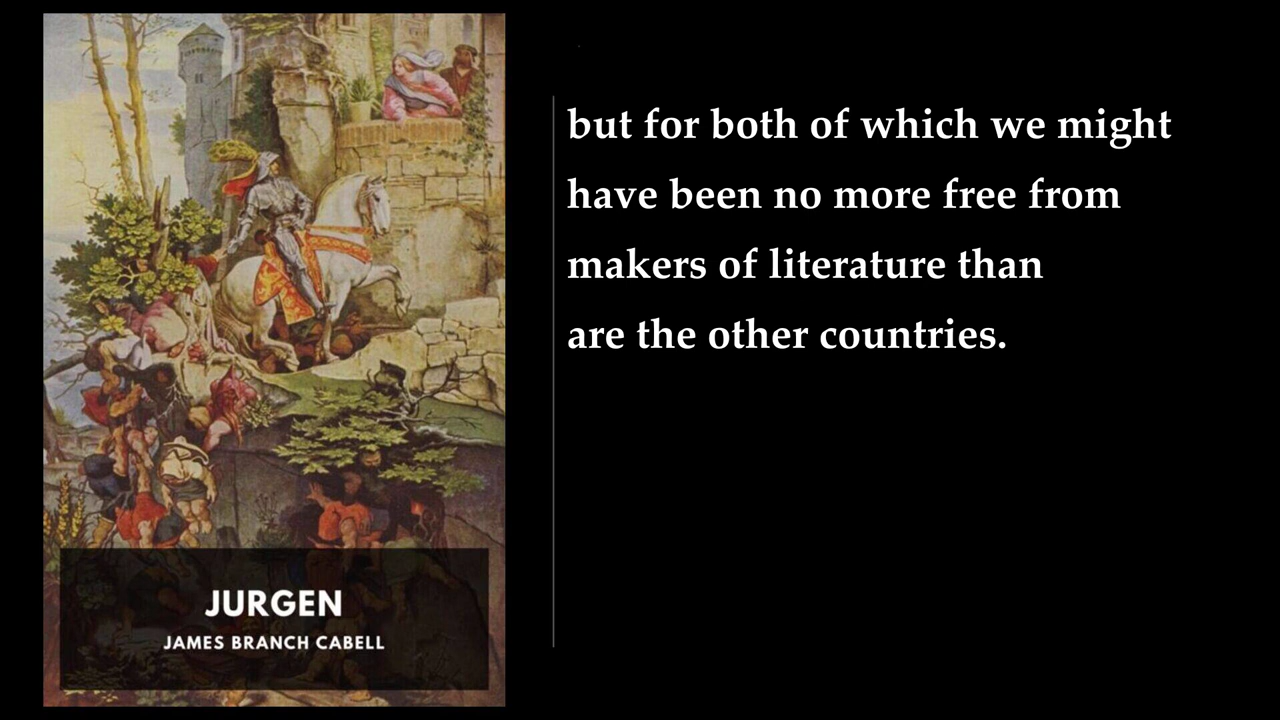 but for both of which we might
have been no more free from
makers of literature than
are the other countries.
JURGEN
JAMES BRANCH CABELL